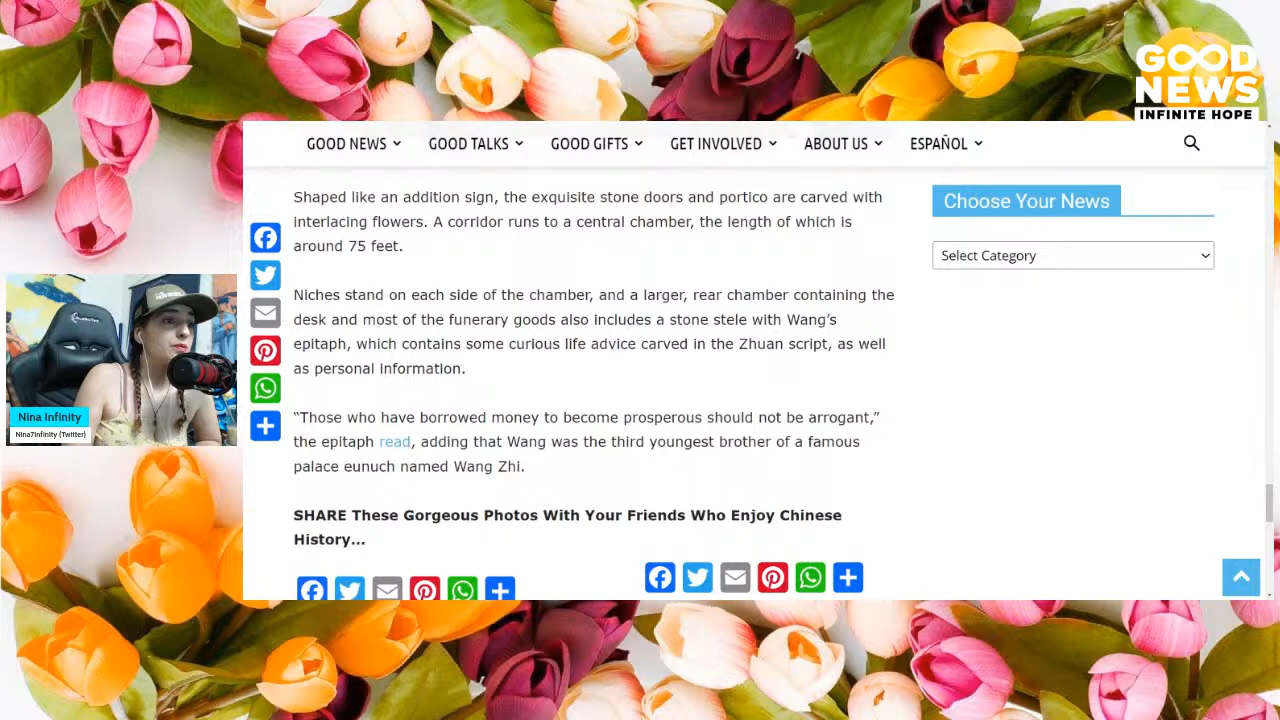 GOOD
NEWS
INFINITE HOPE
GOOD NEWS GOOD TALKS GOOD GIFTS GET INVOLVED ABOUT US ESPAÑOL
Shaped like an addition sign, the exquisite stone doors and portico are carved with
interlacing flowers. A corridor runs to a central chamber, the length of which is
around 75 feet.
Niches stand on each side of the chamber, and a larger, rear chamber containing the
desk and most of the funerary goods also includes a stone stele with Wang’s
epitaph, which contains some curious life advice carved in the Zhuan script, as well
as personal information.
“Those who have borrowed money to become prosperous should not be arrogant,”
the epitaph read, adding that Wang was the third youngest brother of a famous
palace eunuch named Wang Zhi.
SHARE These Gorgeous Photos With Your Friends Who Enjoy Chinese
History...
Choose Your News
Select Category
Nina Infinity
Nina7Infinity (Twitter)